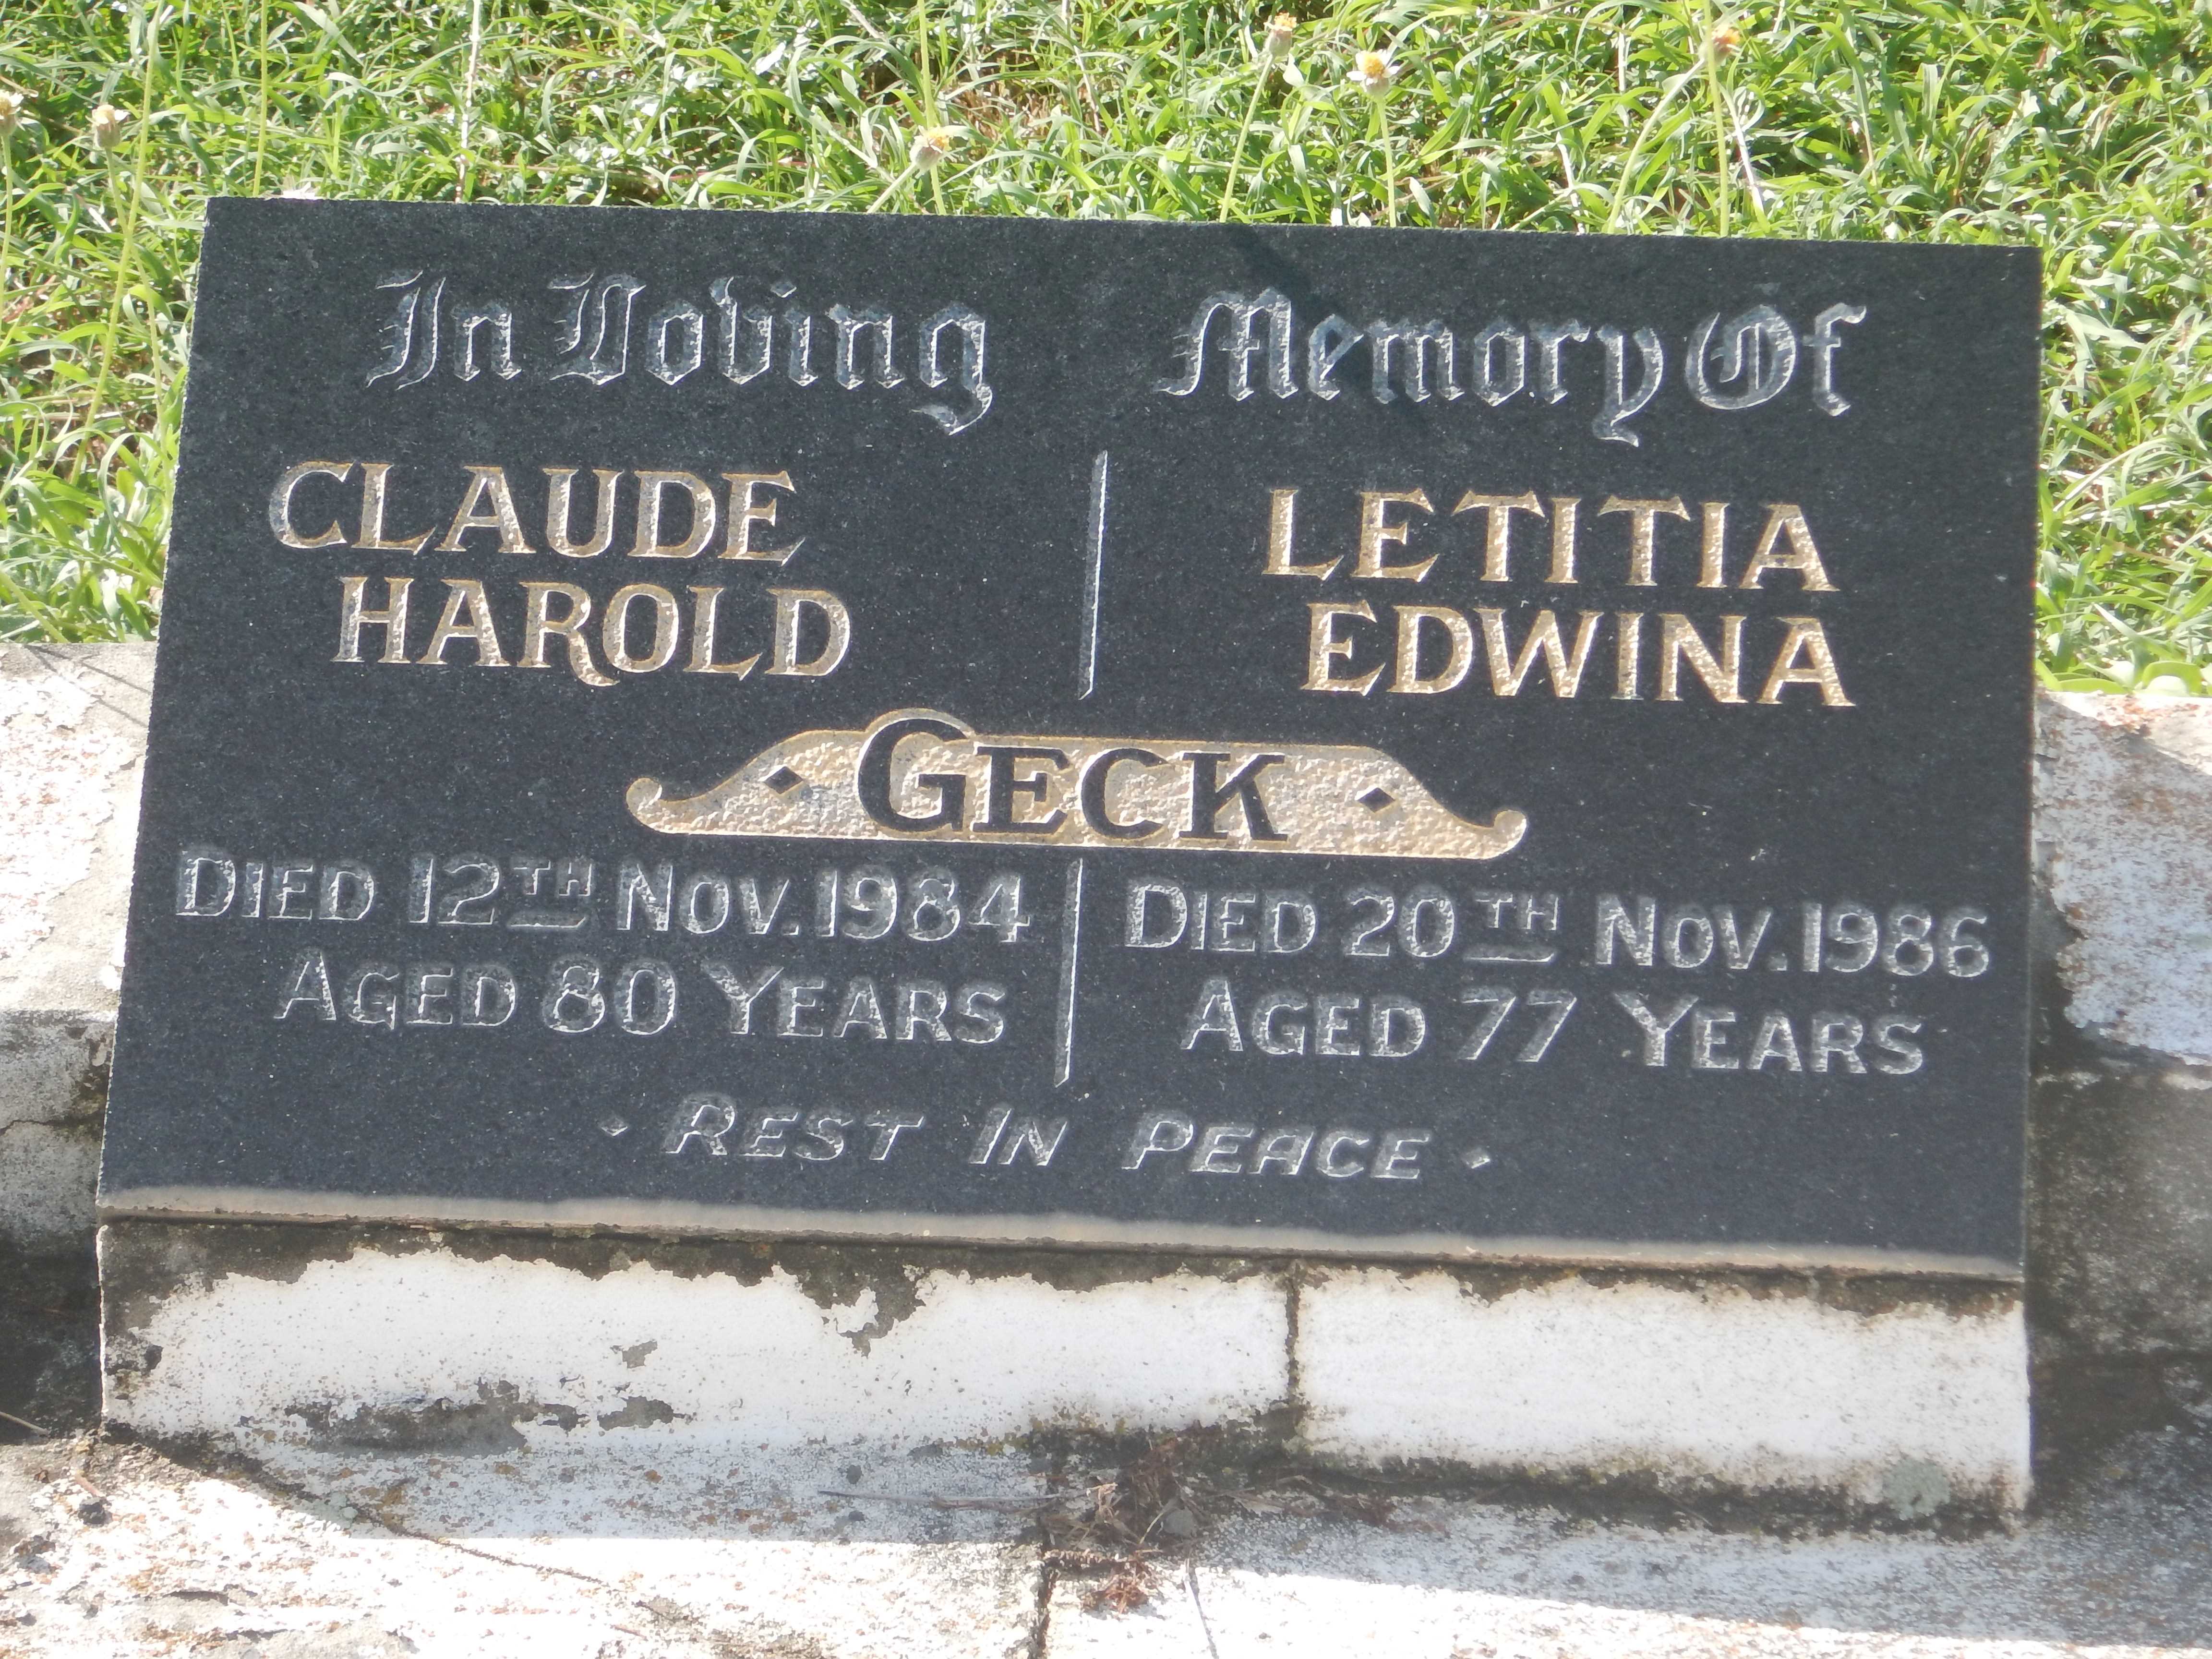 In Loving Memory Of
CLAUDE
HAROLD
LETITIA
EDWINA
GECK
DIED 12TH NOV. 1984
AGED 80 YEARS
DIED 20TH NOV. 1986
AGED 77 YEARS
· REST IN PEACE ·